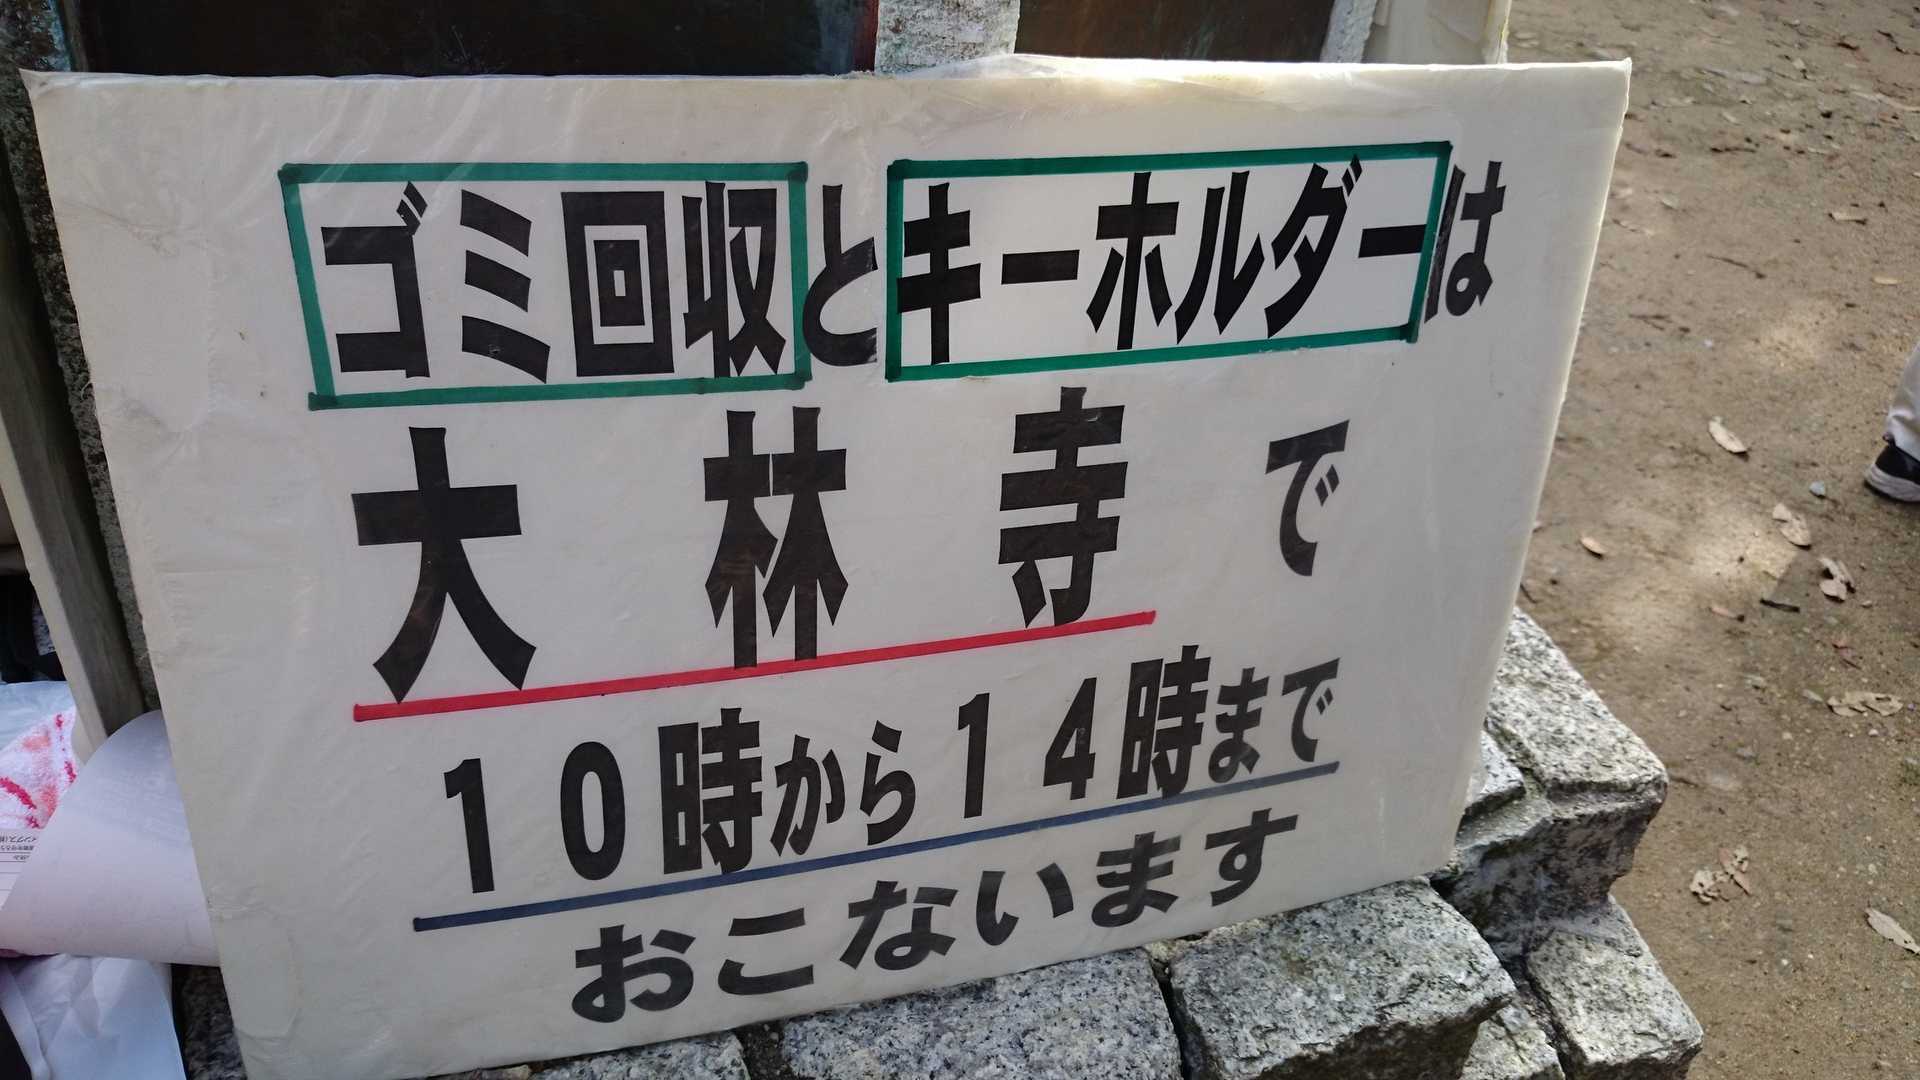 ゴミ回収とキーホルダーは
大林寺で
10時から14時まで
おこないます